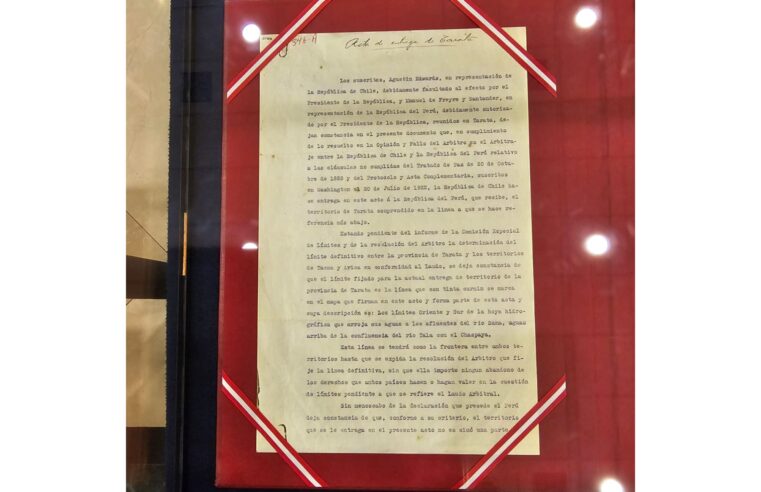 Acta de entrega de Tarata
Los suscritos, Agustin Edwards, en representación de
la República de Chile, debidamente facultado al efecto por el
Presidente de la República, y Manuel de Freyre y Santander, en
representación de la República del Perú, debidamente autoriza-
do por el Presidente de la República, reunidos en Tarata, de-
jan constancia en el presente documento que, en cumplimiento
de lo resuelto en la Opinión y Fallo del Arbitro en el Arbitra-
je entre la República de Chile y la República del Perú relativo
a las cláusulas no cumplidas del Tratado de Paz de 20 de Octu-
bre de 1883 y del Protocolo y Acta Complementaria, suscritos
en Washington el 20 de Julio de 1922, la República de Chile ha-
ce entrega en este acto á la República del Perú, que recibe, el
territorio de Tarata comprendido en la linea a que se hace re-
ferencia más abajo.
Estando pendiente del informe de la Comisión Especial
de Límites y de la resolución del Arbitro la determinación del
límite definitivo entre la provincia de Tarata y los territorios
de Tacna y Arica en conformidad al Laudo, se deja constancia de
que el límite fijado para la actual entrega de territorio de la
provincia de Tarata es la línea que con tinta carmin se marca
en el mapa que firman en este acto y forma parte de esta acta y
cuya descripción es: Los límites Oriente y Sur de la hoya hidro-
gráfica que arroja sus aguas a los afluentes del río Sama, aguas
arriba de la confluencia del río Tala con el Chaspaya.
Esta línea se tendrá como la frontera entre ambos te-
rritorios hasta que se expida la resolución del Arbitro que fi-
je la linea definitiva, sin que ella importe ningun abandono de
los derechos que ambos países hacen o hagan valer en la cuestión
de límites pendiente a que se refiere el Laudo Arbitral.
Sin menoscabo de la declaración que precede el Perú
deja constancia de que, conforme a su criterio, el territorio
que se le entrega en el presente acto no es sinó una parte